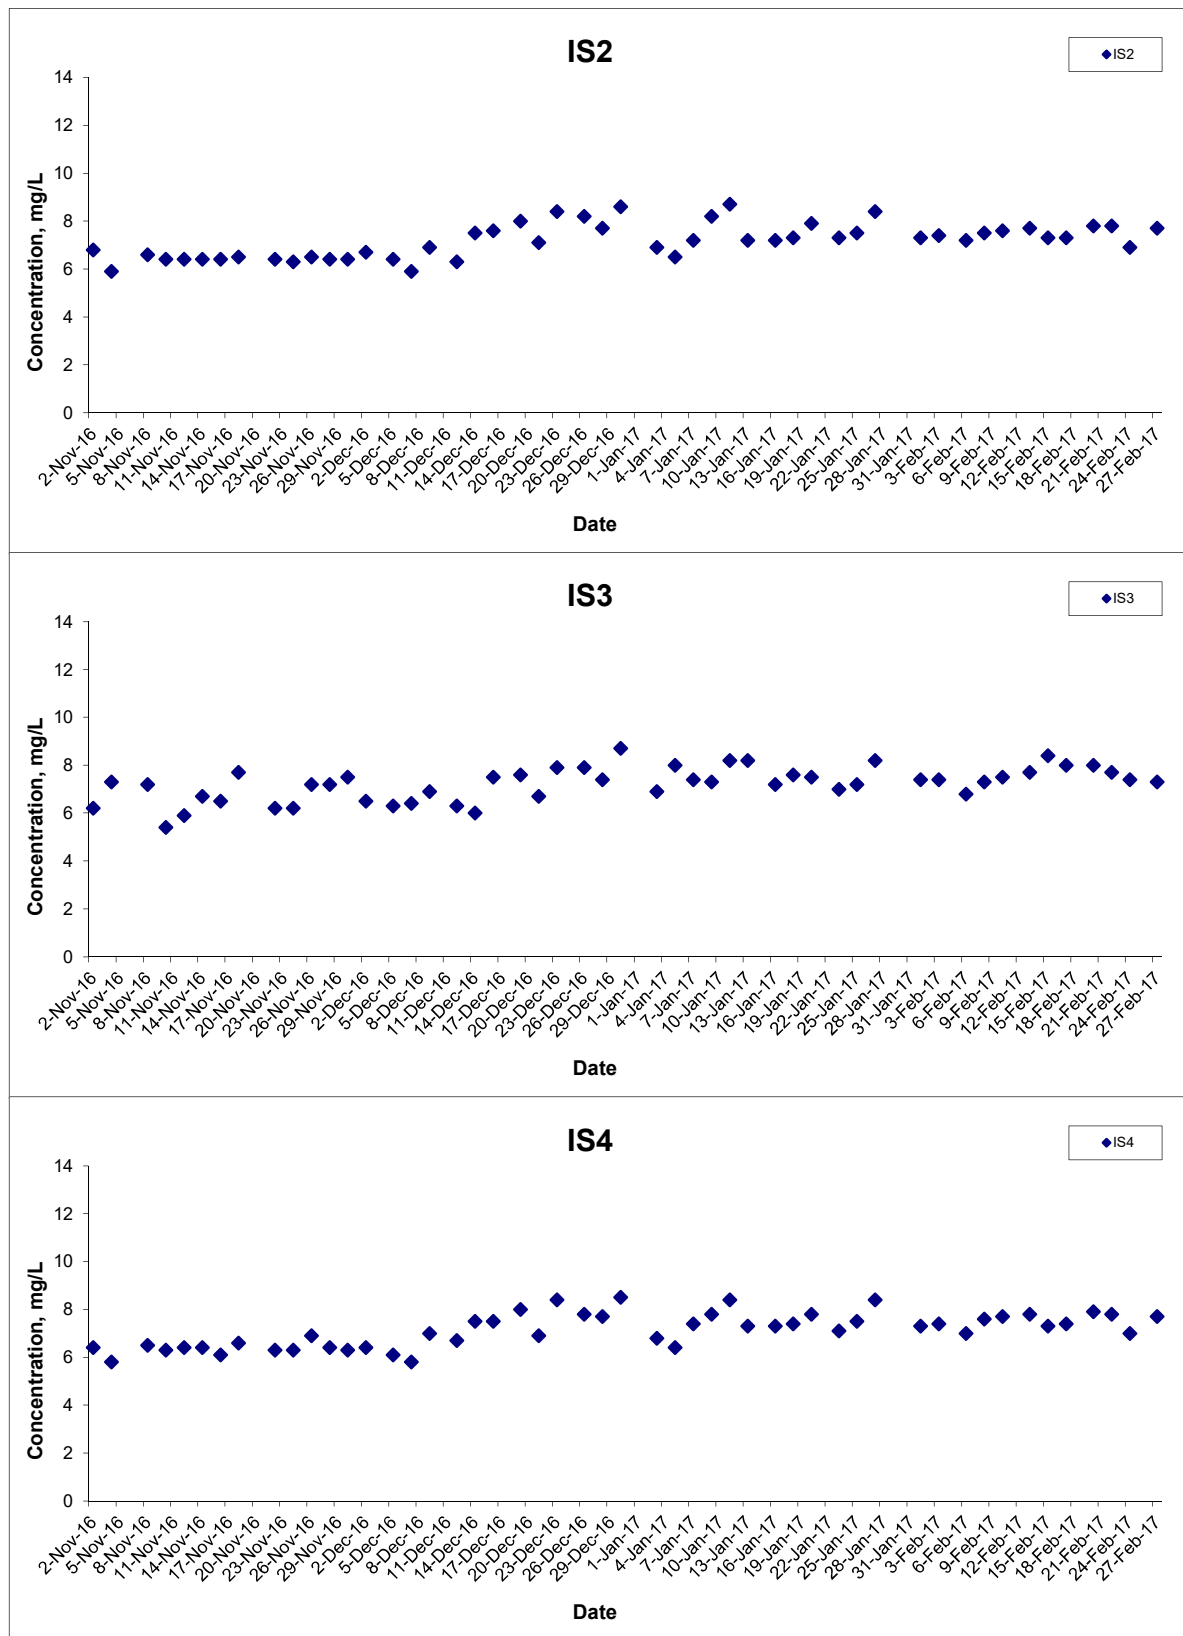 IS2
IS2
14
12
10
8
6
4
2
0
Concentration, mg/L
2-Nov-16
5-Nov-16
8-Nov-16
11-Nov-16
14-Nov-16
17-Nov-16
20-Nov-16
23-Nov-16
26-Nov-16
29-Nov-16
2-Dec-16
5-Dec-16
8-Dec-16
11-Dec-16
14-Dec-16
17-Dec-16
20-Dec-16
23-Dec-16
26-Dec-16
29-Dec-16
1-Jan-17
4-Jan-17
7-Jan-17
10-Jan-17
13-Jan-17
16-Jan-17
19-Jan-17
22-Jan-17
25-Jan-17
28-Jan-17
31-Jan-17
3-Feb-17
6-Feb-17
9-Feb-17
12-Feb-17
15-Feb-17
18-Feb-17
21-Feb-17
24-Feb-17
27-Feb-17
Date
IS3
IS3
14
12
10
8
6
4
2
0
Concentration, mg/L
2-Nov-16
5-Nov-16
8-Nov-16
11-Nov-16
14-Nov-16
17-Nov-16
20-Nov-16
23-Nov-16
26-Nov-16
29-Nov-16
2-Dec-16
5-Dec-16
8-Dec-16
11-Dec-16
14-Dec-16
17-Dec-16
20-Dec-16
23-Dec-16
26-Dec-16
29-Dec-16
1-Jan-17
4-Jan-17
7-Jan-17
10-Jan-17
13-Jan-17
16-Jan-17
19-Jan-17
22-Jan-17
25-Jan-17
28-Jan-17
31-Jan-17
3-Feb-17
6-Feb-17
9-Feb-17
12-Feb-17
15-Feb-17
18-Feb-17
21-Feb-17
24-Feb-17
27-Feb-17
Date
IS4
IS4
14
12
10
8
6
4
2
0
Concentration, mg/L
2-Nov-16
5-Nov-16
8-Nov-16
11-Nov-16
14-Nov-16
17-Nov-16
20-Nov-16
23-Nov-16
26-Nov-16
29-Nov-16
2-Dec-16
5-Dec-16
8-Dec-16
11-Dec-16
14-Dec-16
17-Dec-16
20-Dec-16
23-Dec-16
26-Dec-16
29-Dec-16
1-Jan-17
4-Jan-17
7-Jan-17
10-Jan-17
13-Jan-17
16-Jan-17
19-Jan-17
22-Jan-17
25-Jan-17
28-Jan-17
31-Jan-17
3-Feb-17
6-Feb-17
9-Feb-17
12-Feb-17
15-Feb-17
18-Feb-17
21-Feb-17
24-Feb-17
27-Feb-17
Date